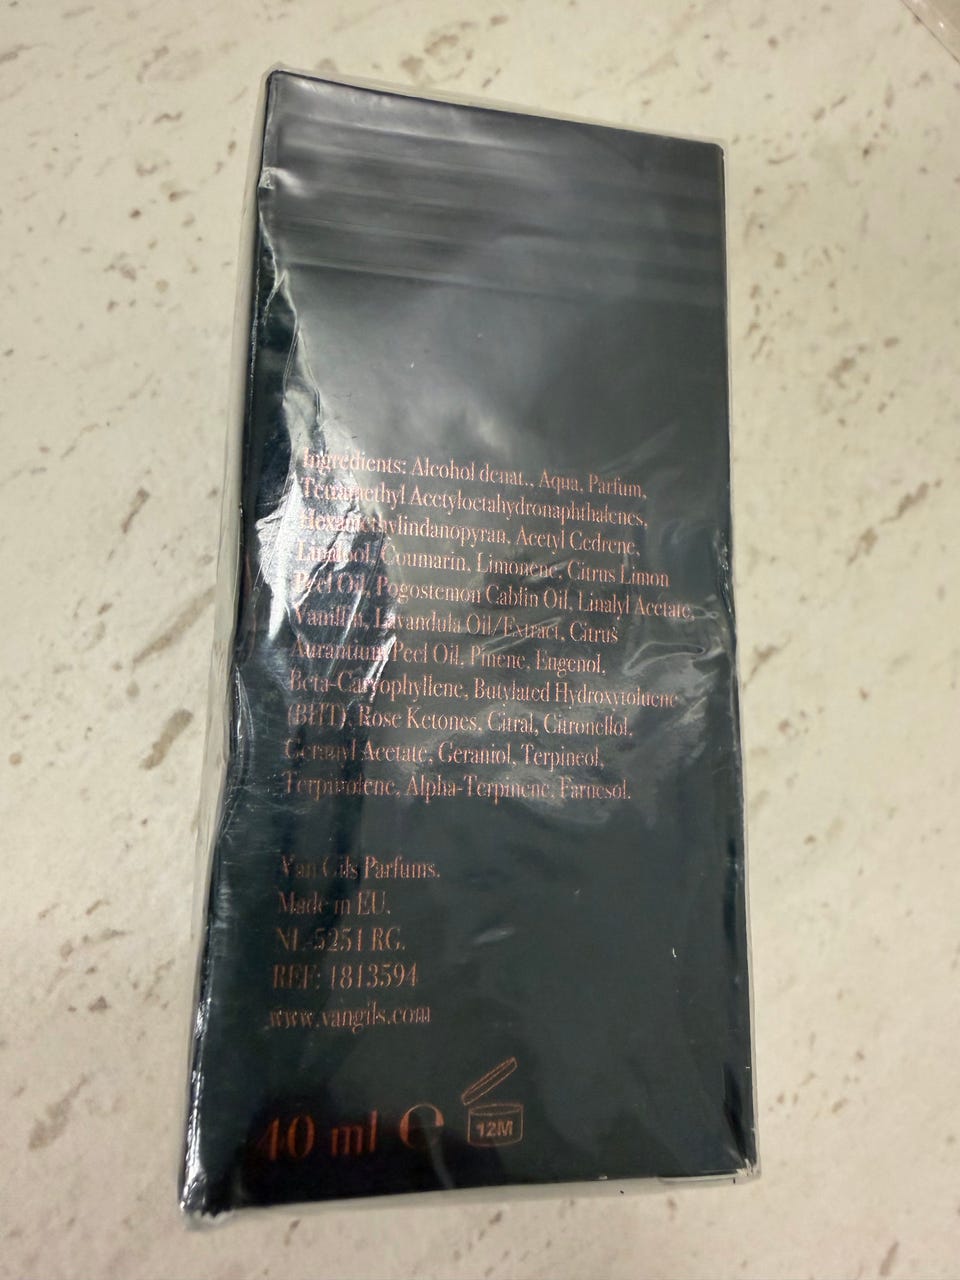 Ingredients: Alcohol denat., Aqua, Parfum,
Tetramethyl Acetyloctahydronaphthalenes,
Hexamethylindanopyran, Acetyl Cedrene,
Linalool, Coumarin, Limonene, Citrus Limon
Peel Oil, Pogostemon Cablin Oil, Linalyl Acetate,
Vanillin, Lavandula Oil/Extract, Citrus
Aurantium Peel Oil, Pinene, Eugenol,
Beta-Caryophyllene, Butylated Hydroxytoluene
(BHT), Rose Ketones, Citral, Citronellol,
Geranyl Acetate, Geraniol, Terpineol,
Terpinolene, Alpha-Terpinene, Farnesol.
Van Gils Parfums.
Made in EU.
NL-5251 RG.
REF: 1813594
www.vangils.com
40 ml ℮ 12M